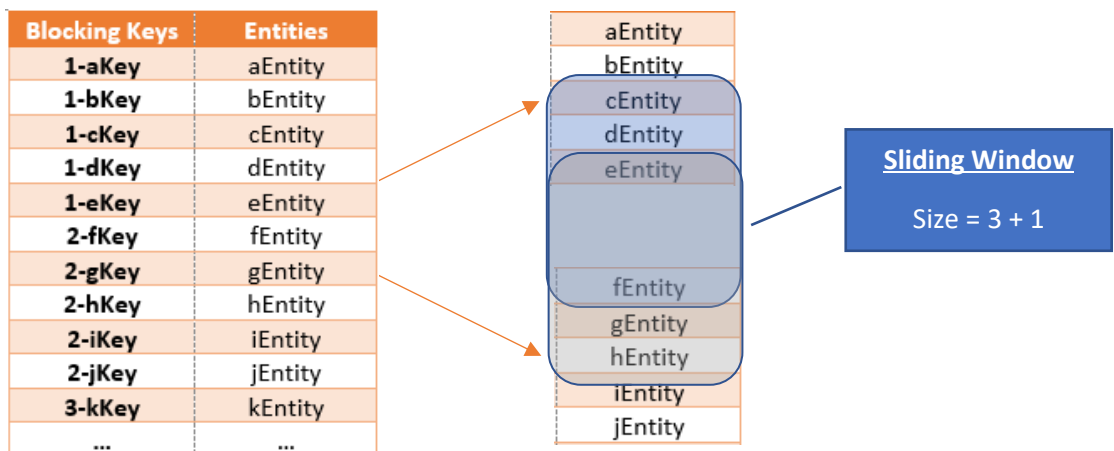 Blocking Keys Entities
1-aKey aEntity
1-bKey bEntity
1-cKey cEntity
1-dKey dEntity
1-eKey eEntity
2-fKey fEntity
2-gKey gEntity
2-hKey hEntity
2-iKey iEntity
2-jKey jEntity
3-kKey kEntity
... ...
aEntity
bEntity
cEntity
dEntity
eEntity
fEntity
gEntity
hEntity
iEntity
jEntity
Sliding Window
Size = 3 + 1